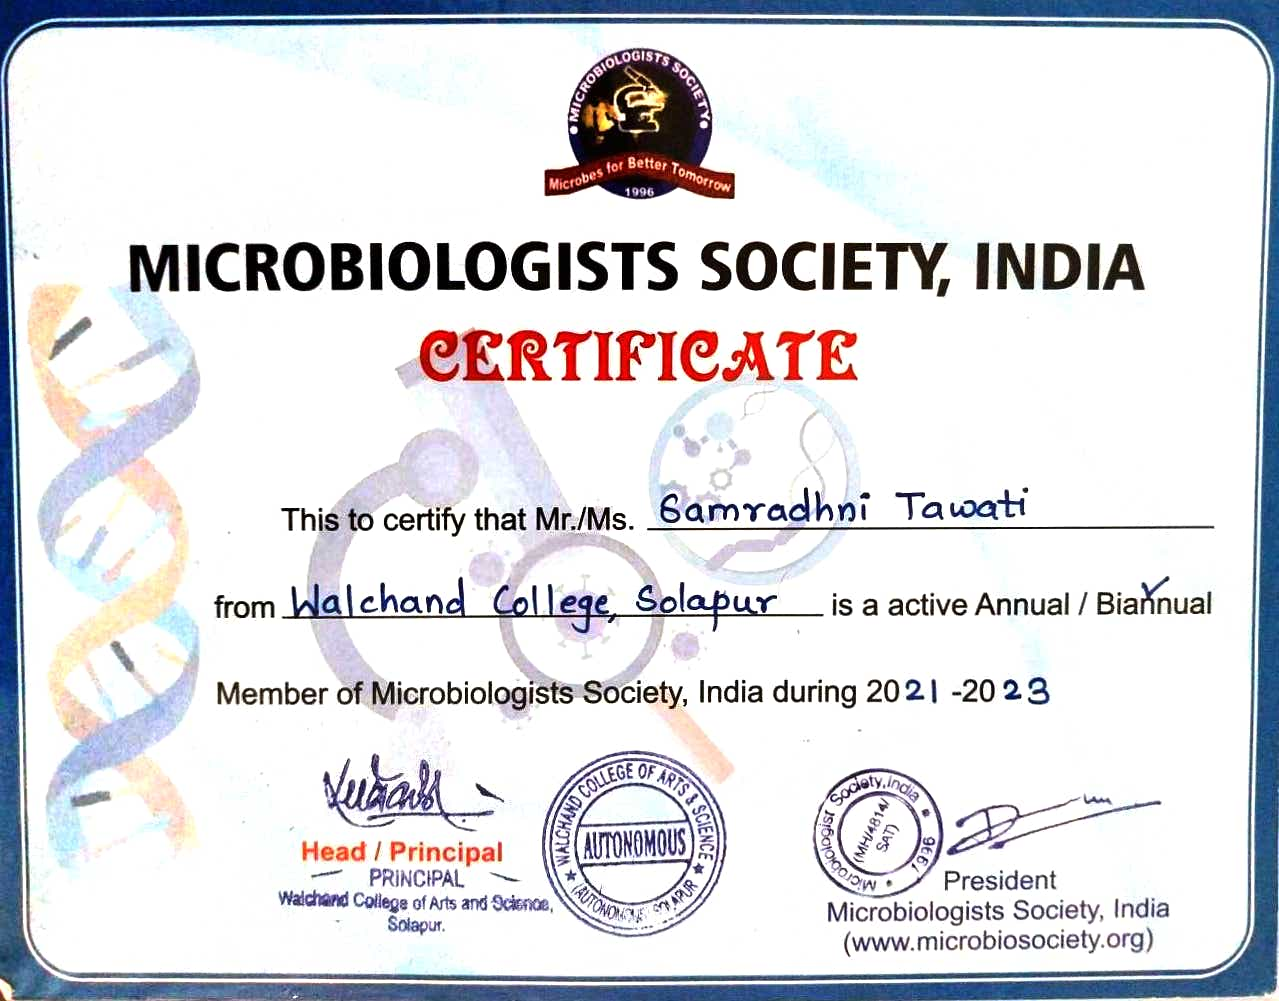 MICROBIOLOGISTS SOCIETY
Microbes for Better Tomorrow
1996
MICROBIOLOGISTS SOCIETY, INDIA
CERTIFICATE
This to certify that Mr./Ms. Samradhni Tawati
from Walchand College, Solapur is a active Annual / Biannual
Member of Microbiologists Society, India during 2021 -2023
WALCHAND COLLEGE OF ARTS & SCIENCE
AUTONOMOUS
(AUTONOMOUS) SOLAPUR
Microbiologist Society, India
1996
(MH/4814/
SAT)
Head / Principal
PRINCIPAL
Walchand College of Arts and Science,
Solapur.
President
Microbiologists Society, India
(www.microbiosociety.org)